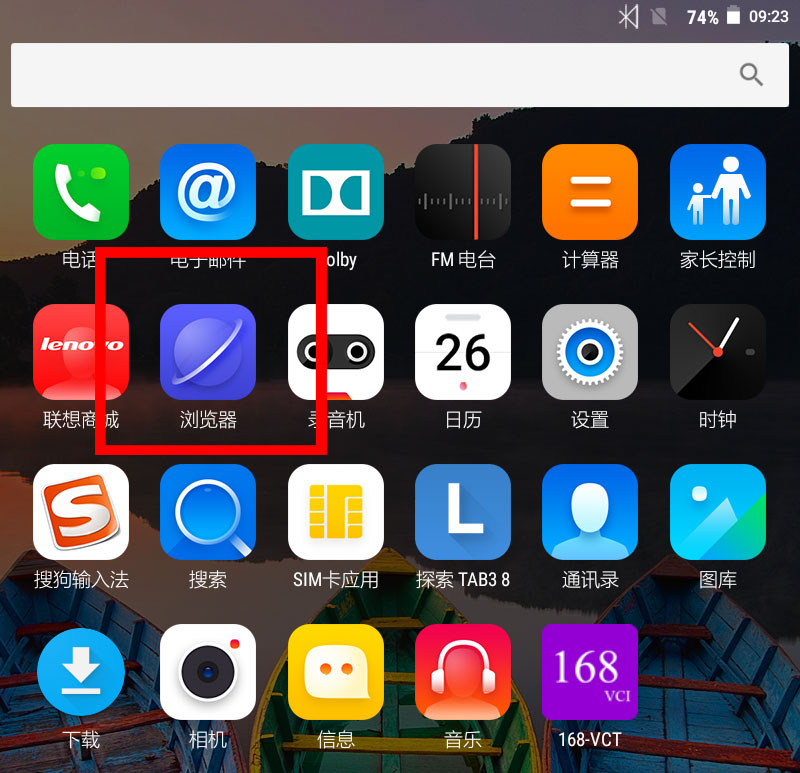 74% 09:23
电话 电子邮件 Dolby FM 电台 计算器 家长控制
lenovo 26
联想商城 浏览器 录音机 日历 设置 时钟
S L
搜狗输入法 搜索 SIM卡应用 探索 TAB3 8 通讯录 图库
168
VCI
下载 相机 信息 音乐 168-VCT